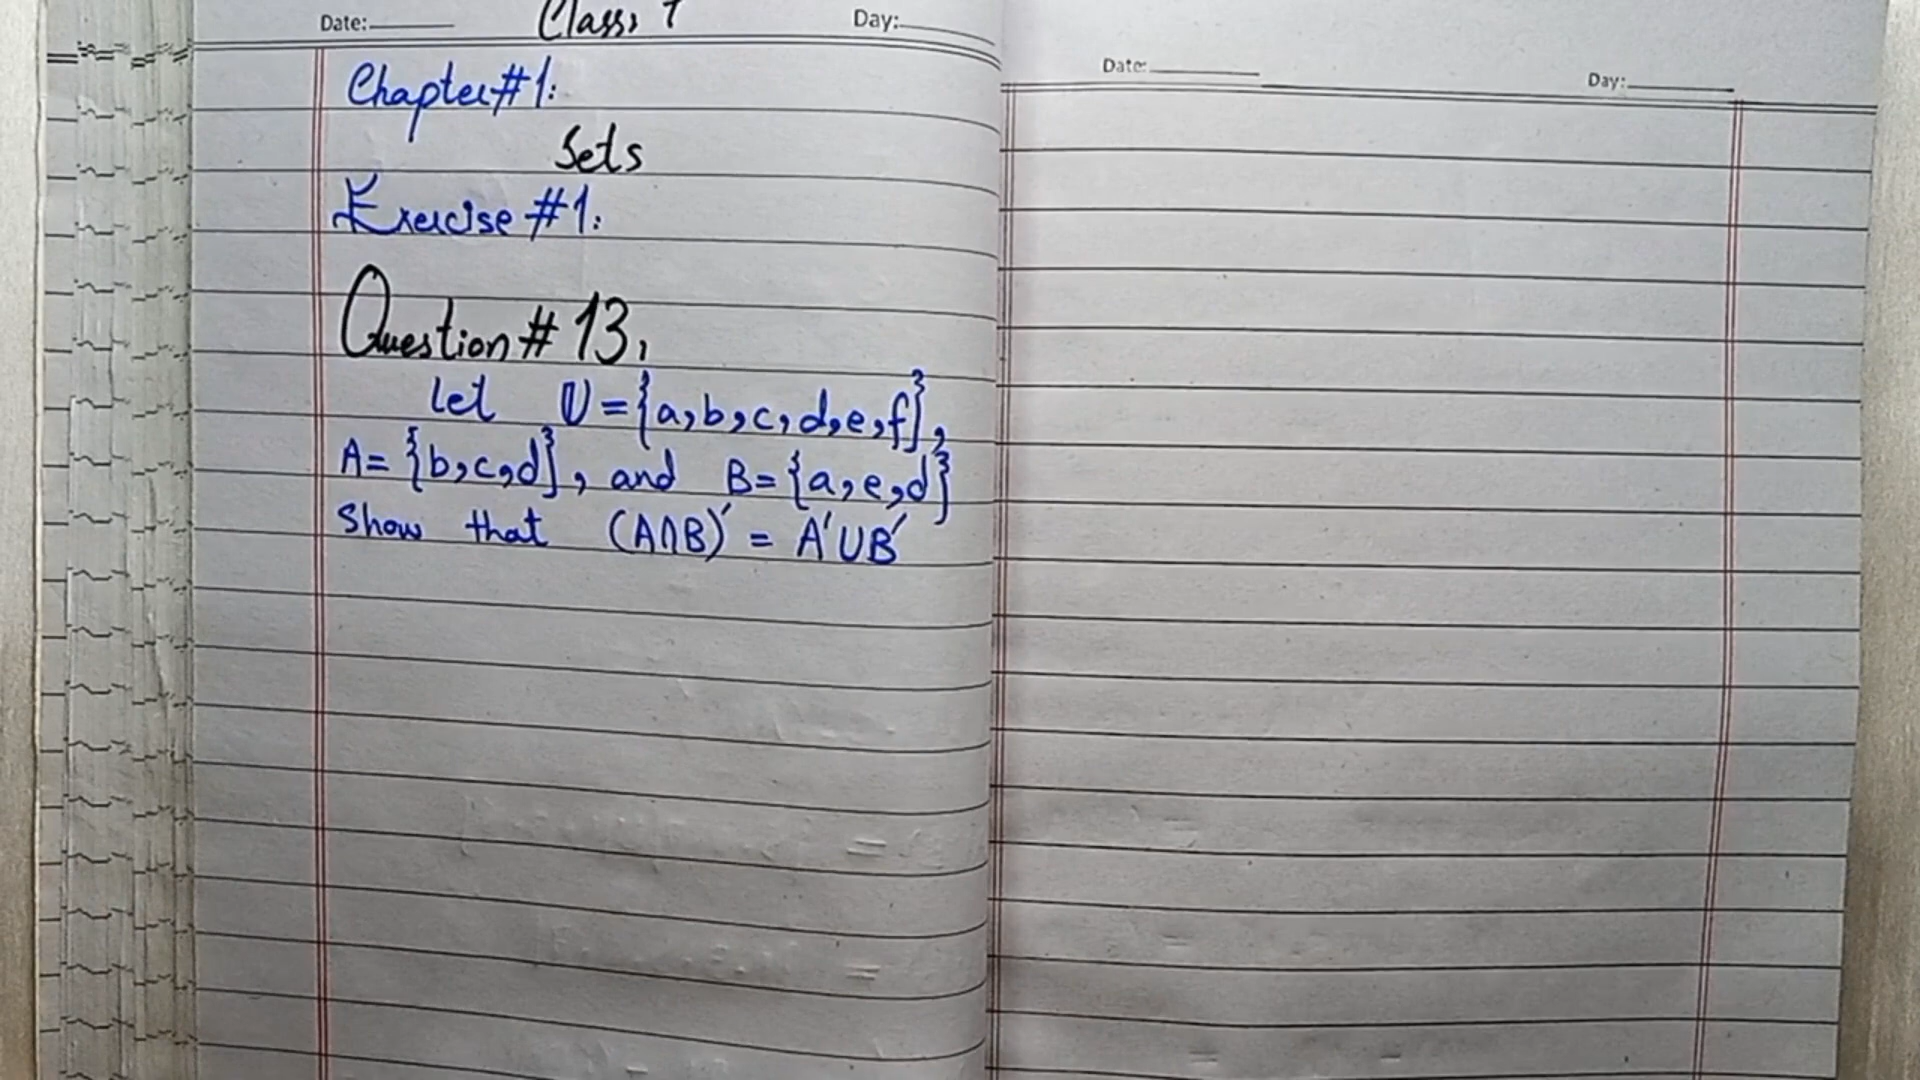 Date:
Class: 7
Day:
Chapter#1:
Sets
Exercise #1:
Question # 13:
let U = {a,b,c,d,e,f},
A= {b,c,d}, and B= {a,e,d}
Show that (A∩B)′ = A′∪B′
Date:
Day: